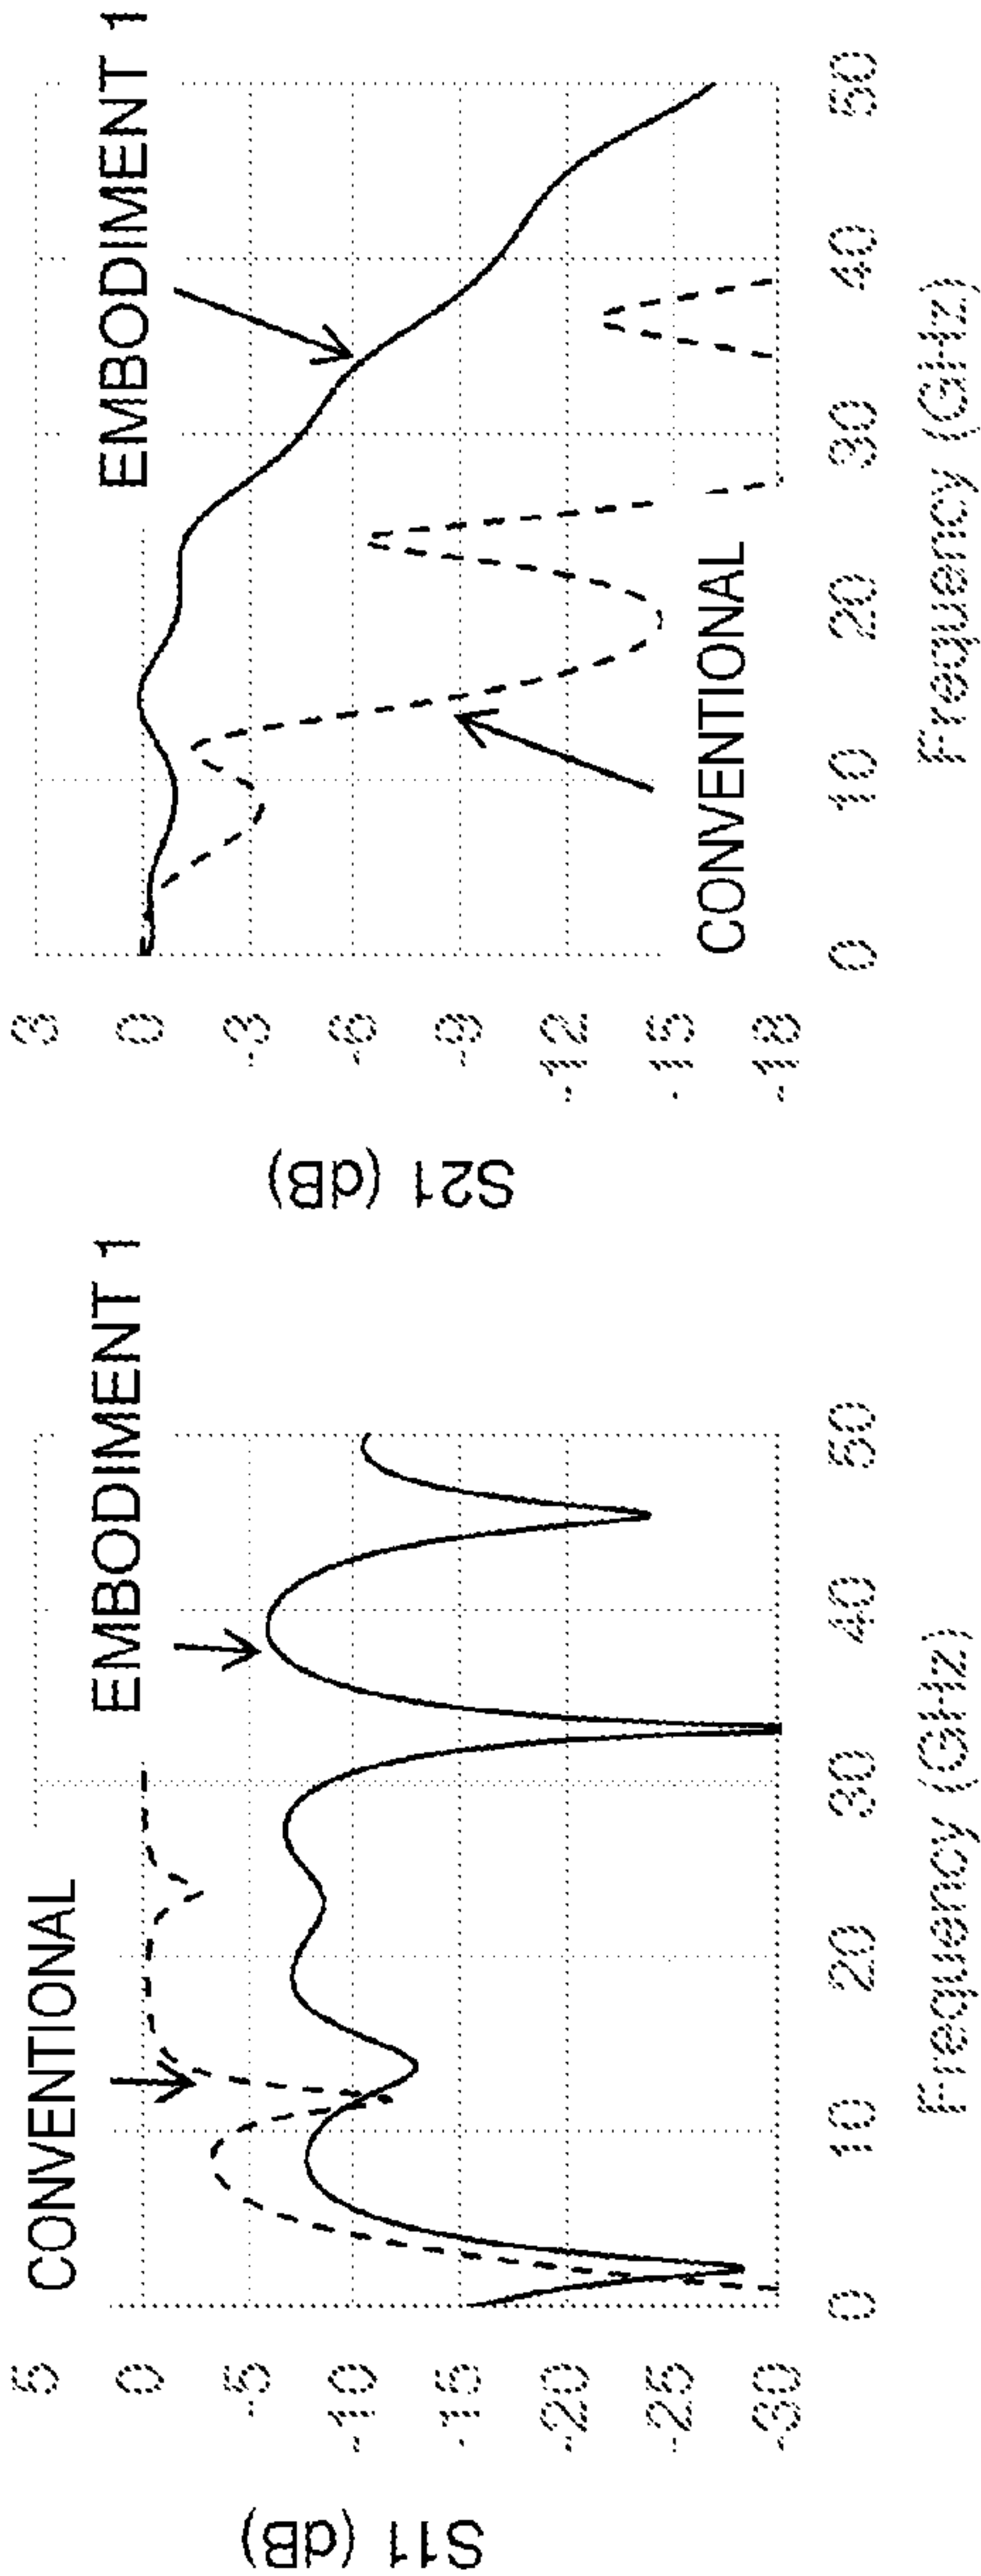 CONVENTIONAL
EMBODIMENT 1
5
0
-5
-10
-15
-20
-25
-30
S11 (dB)
0 10 20 30 40 50
Frequency (GHz)
EMBODIMENT 1
CONVENTIONAL
3
0
-3
-6
-9
-12
-15
-18
S21 (dB)
0 10 20 30 40 50
Frequency (GHz)